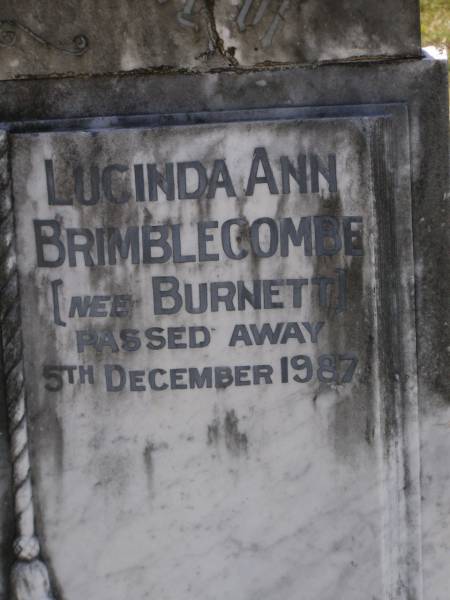 LUCINDA ANN
BRIMBLECOMBE
[NEE BURNETT]
PASSED AWAY
5TH DECEMBER 1987